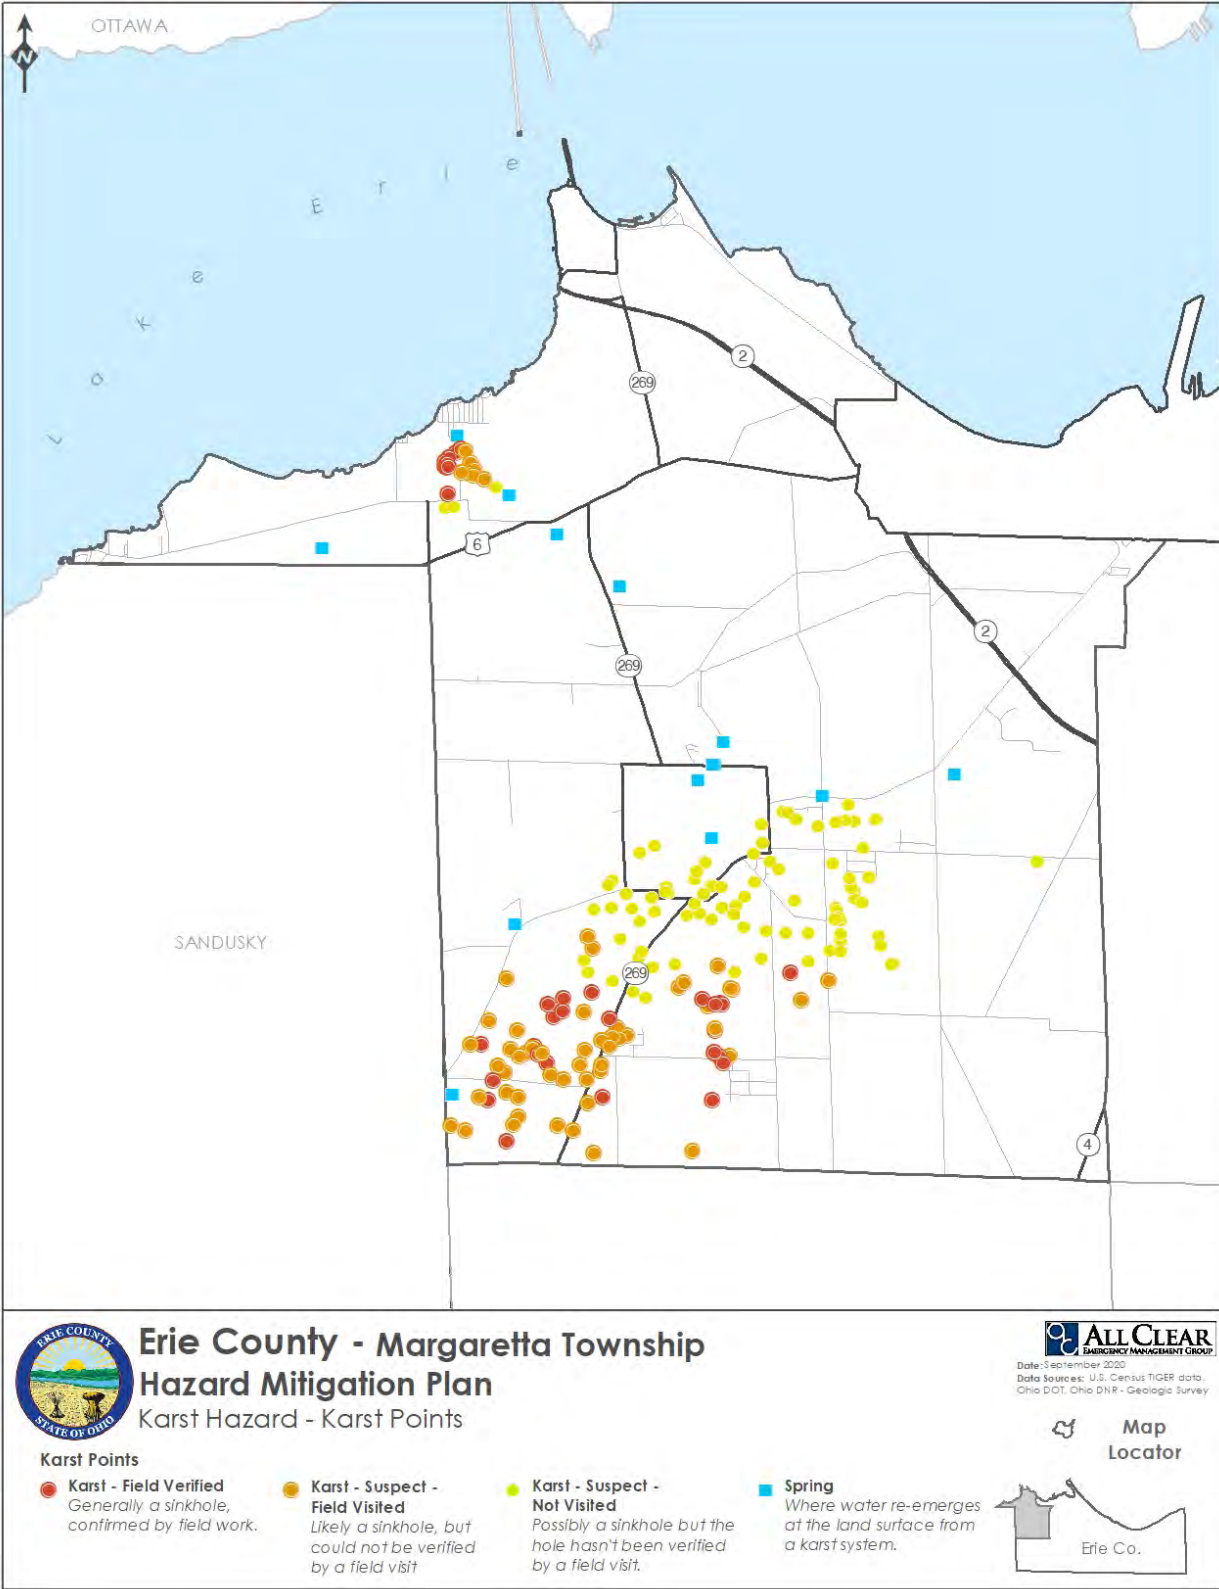 OTTAWA
N
L a k e E r i e
2
269
6
2
269
SANDUSKY
269
4
Erie County - Margaretta Township
Hazard Mitigation Plan
Karst Hazard - Karst Points
ERIE COUNTY
STATE OF OHIO
ALL CLEAR
EMERGENCY MANAGEMENT GROUP
Date: September 2020
Data Sources: U.S. Census TIGER data,
Ohio DOT, Ohio DNR - Geologic Survey
Map
Locator
Erie Co.
Karst Points
Karst - Field Verified
Generally a sinkhole,
confirmed by field work.
Karst - Suspect -
Field Visited
Likely a sinkhole, but
could not be verified
by a field visit
Karst - Suspect -
Not Visited
Possibly a sinkhole but the
hole hasn't been verified
by a field visit.
Spring
Where water re-emerges
at the land surface from
a karst system.